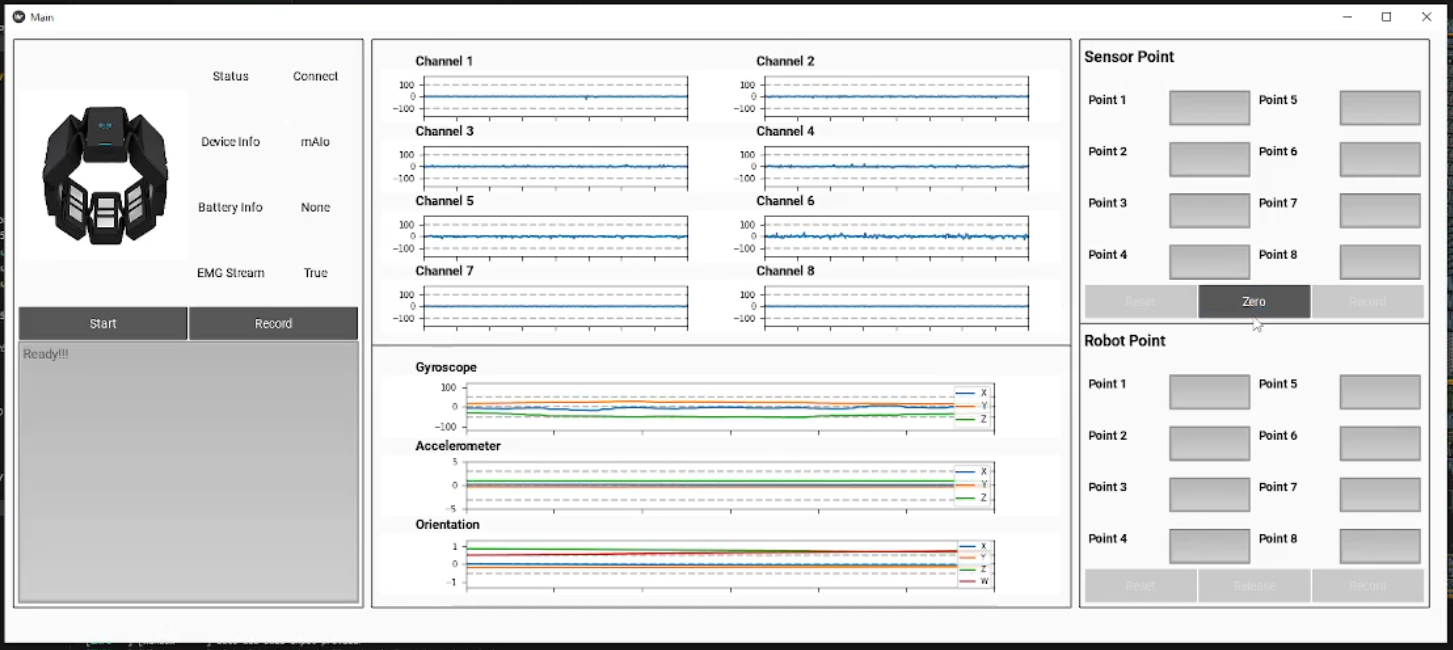 Main
Status Connect
Device Info mAIo
Battery Info None
EMG Stream True
Start Record
Ready!!!
Channel 1
100
0
−100
Channel 2
100
0
−100
Channel 3
100
0
−100
Channel 4
100
0
−100
Channel 5
100
0
−100
Channel 6
100
0
−100
Channel 7
100
0
−100
Channel 8
100
0
−100
Gyroscope
100
0
−100
X
Y
Z
Accelerometer
5
0
−5
X
Y
Z
Orientation
1
0
−1
X
Y
Z
W
Sensor Point
Point 1 Point 5
Point 2 Point 6
Point 3 Point 7
Point 4 Point 8
Reset Zero Record
Robot Point
Point 1 Point 5
Point 2 Point 6
Point 3 Point 7
Point 4 Point 8
Reset Release Record